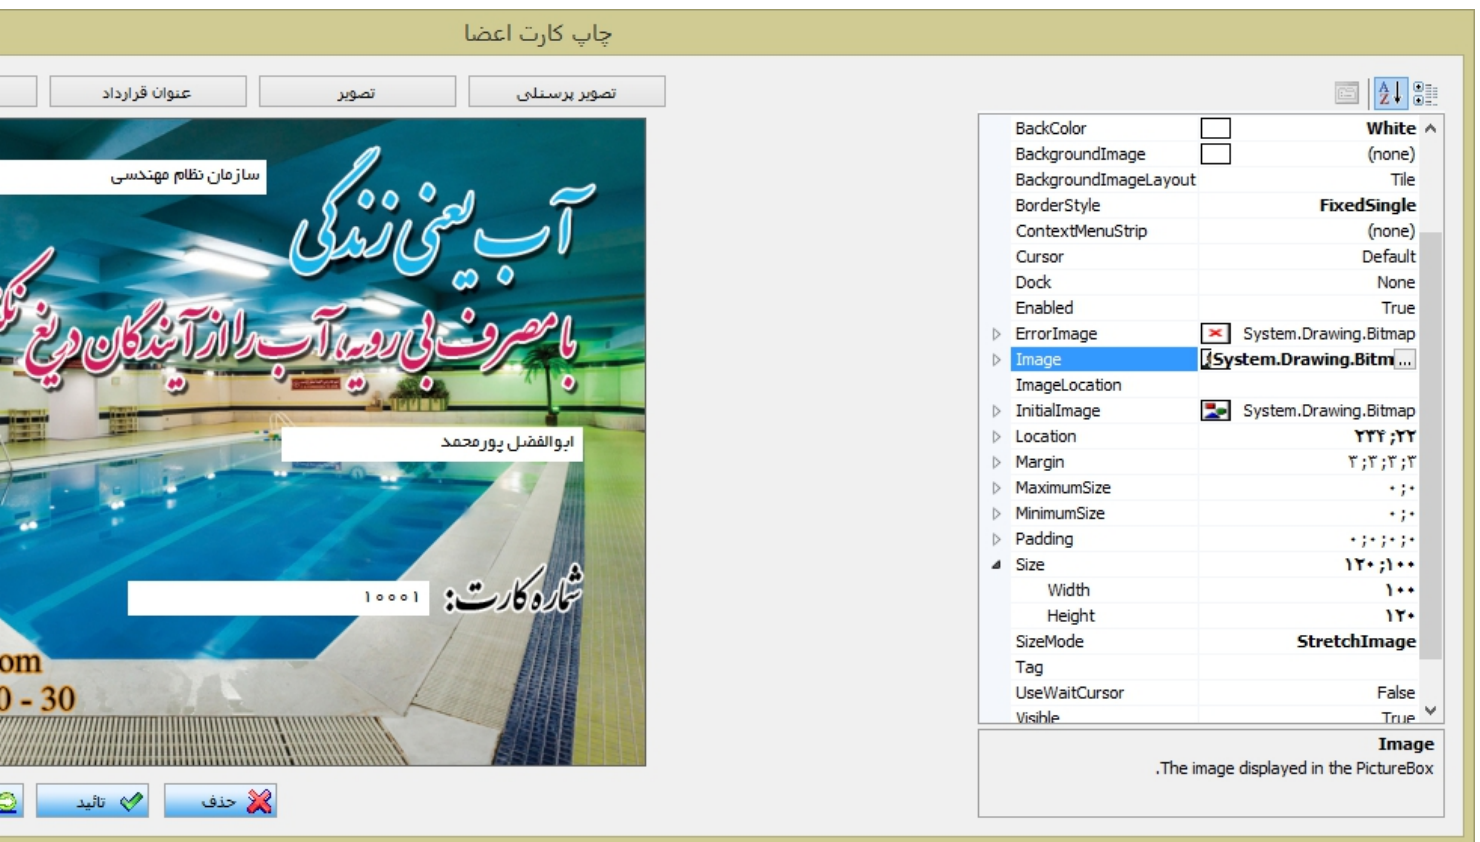 چاپ کارت اعضا
تصویر پرسنلی
تصویر
عنوان قرارداد
سازمان نظام مهندسی
آب یعنی زندگی
با مصرف بی رویه، آب را از آیندگان دریغ
ابوالفضل پورمحمد
شماره کارت: ۱۰۰۰۱
om
0 - 30
حذف
تائید
BackColor White
BackgroundImage (none)
BackgroundImageLayout Tile
BorderStyle FixedSingle
ContextMenuStrip (none)
Cursor Default
Dock None
Enabled True
ErrorImage System.Drawing.Bitmap
Image System.Drawing.Bitm ...
ImageLocation
InitialImage System.Drawing.Bitmap
Location ۲۳۴; ۲۲
Margin ۳; ۳; ۳; ۳
MaximumSize ۰; ۰
MinimumSize ۰; ۰
Padding ۰; ۰; ۰; ۰
Size ۱۲۰; ۱۰۰
Width ۱۰۰
Height ۱۲۰
SizeMode StretchImage
Tag
UseWaitCursor False
Visible True
Image
.The image displayed in the PictureBox